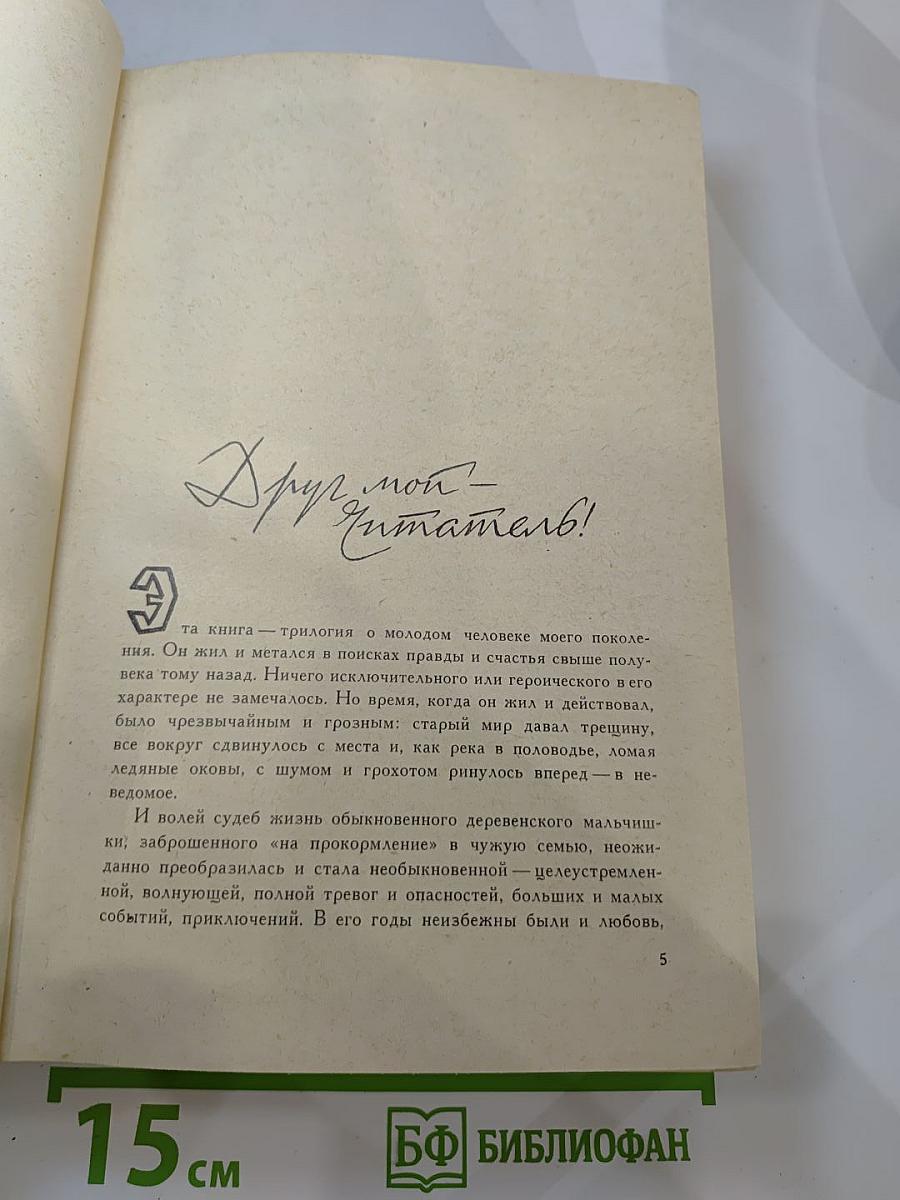 Друг мой —
читатель!
Эта книга — трилогия о молодом человеке моего поколе-
ния. Он жил и метался в поисках правды и счастья свыше полу-
века тому назад. Ничего исключительного или героического в его
характере не замечалось. Но время, когда он жил и действовал,
было чрезвычайным и грозным: старый мир давал трещину,
все вокруг сдвинулось с места и, как река в половодье, ломая
ледяные оковы, с шумом и грохотом ринулось вперед — в не-
ведомое.
И волей судеб жизнь обыкновенного деревенского мальчиш-
ки, заброшенного «на прокормление» в чужую семью, неожи-
данно преобразилась и стала необыкновенной — целеустремлен-
ной, волнующей, полной тревог и опасностей, больших и малых
событий, приключений. В его годы неизбежны были и любовь,
5
15 см
БФ БИБЛИОФАН